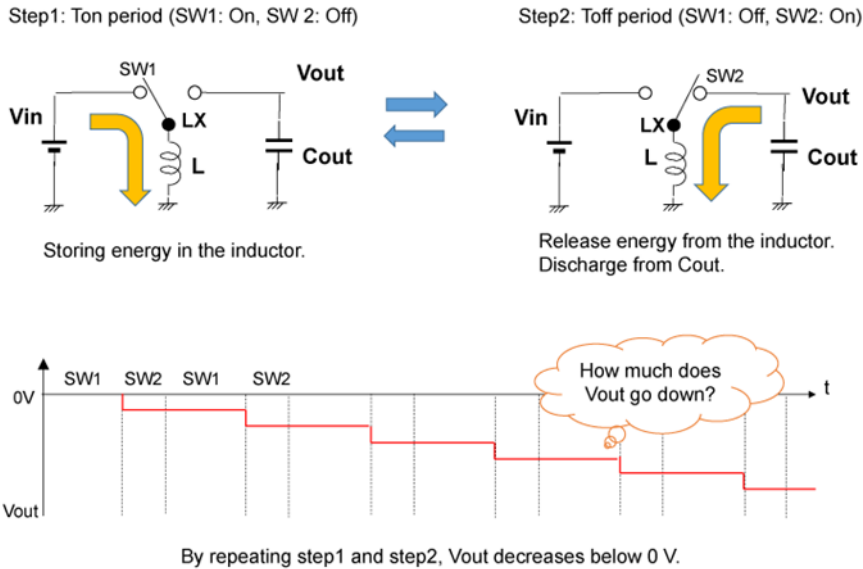 Step1: Ton period (SW1: On, SW 2: Off)
Step2: Toff period (SW1: Off, SW2: On)
SW1
Vout
Vin
LX
L
Cout
Storing energy in the inductor.
SW2
Vout
Vin
LX
L
Cout
Release energy from the inductor.
Discharge from Cout.
How much does
Vout go down?
SW1 SW2 SW1 SW2
0V
t
Vout
By repeating step1 and step2, Vout decreases below 0 V.